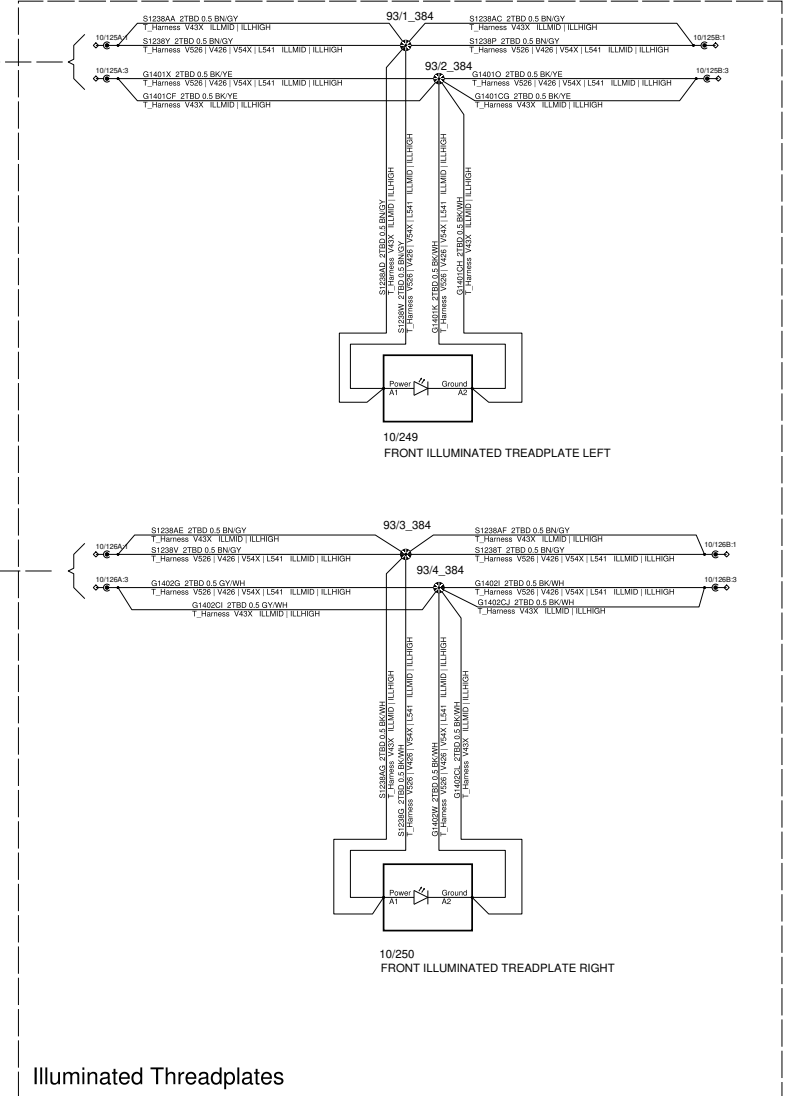 93/1_384
S1238AA 2TBD 0.5 BN/GY
T_Harness V43X ILLMID | ILLHIGH
S1238AC 2TBD 0.5 BN/GY
T_Harness V43X ILLMID | ILLHIGH
10/125A:1
S1238Y 2TBD 0.5 BN/GY
T_Harness V526 | V426 | V54X | L541 ILLMID | ILLHIGH
S1238P 2TBD 0.5 BN/GY
T_Harness V526 | V426 | V54X | L541 ILLMID | ILLHIGH
10/125B:1
93/2_384
10/125A:3
G1401X 2TBD 0.5 BK/YE
T_Harness V526 | V426 | V54X | L541 ILLMID | ILLHIGH
G1401O 2TBD 0.5 BK/YE
T_Harness V526 | V426 | V54X | L541 ILLMID | ILLHIGH
10/125B:3
G1401CF 2TBD 0.5 BK/YE
T_Harness V43X ILLMID | ILLHIGH
G1401CG 2TBD 0.5 BK/YE
T_Harness V43X ILLMID | ILLHIGH
S1238AD 2TBD 0.5 BN/GY
T_Harness V43X ILLMID | ILLHIGH
S1238W 2TBD 0.5 BN/GY
T_Harness V526 | V426 | V54X | L541 ILLMID | ILLHIGH
G1401K 2TBD 0.5 BK/WH
T_Harness V526 | V426 | V54X | L541 ILLMID | ILLHIGH
G1401CH 2TBD 0.5 BK/WH
T_Harness V43X ILLMID | ILLHIGH
Power Ground
A1 A2
10/249
FRONT ILLUMINATED TREADPLATE LEFT
93/3_384
S1238AE 2TBD 0.5 BN/GY
T_Harness V43X ILLMID | ILLHIGH
S1238AF 2TBD 0.5 BN/GY
T_Harness V43X ILLMID | ILLHIGH
10/126A:1
S1238V 2TBD 0.5 BN/GY
T_Harness V526 | V426 | V54X | L541 ILLMID | ILLHIGH
S1238T 2TBD 0.5 BN/GY
T_Harness V526 | V426 | V54X | L541 ILLMID | ILLHIGH
10/126B:1
93/4_384
10/126A:3
G1402G 2TBD 0.5 GY/WH
T_Harness V526 | V426 | V54X | L541 ILLMID | ILLHIGH
G1402I 2TBD 0.5 BK/WH
T_Harness V526 | V426 | V54X | L541 ILLMID | ILLHIGH
10/126B:3
G1402CI 2TBD 0.5 GY/WH
T_Harness V43X ILLMID | ILLHIGH
G1402CJ 2TBD 0.5 BK/WH
T_Harness V43X ILLMID | ILLHIGH
S1238AG 2TBD 0.5 BK/WH
T_Harness V43X ILLMID | ILLHIGH
S1238G 2TBD 0.5 BK/WH
T_Harness V526 | V426 | V54X | L541 ILLMID | ILLHIGH
G1402W 2TBD 0.5 BK/WH
T_Harness V526 | V426 | V54X | L541 ILLMID | ILLHIGH
G1402CL 2TBD 0.5 BK/WH
T_Harness V43X ILLMID | ILLHIGH
Power Ground
A1 A2
10/250
FRONT ILLUMINATED TREADPLATE RIGHT
Illuminated Threadplates